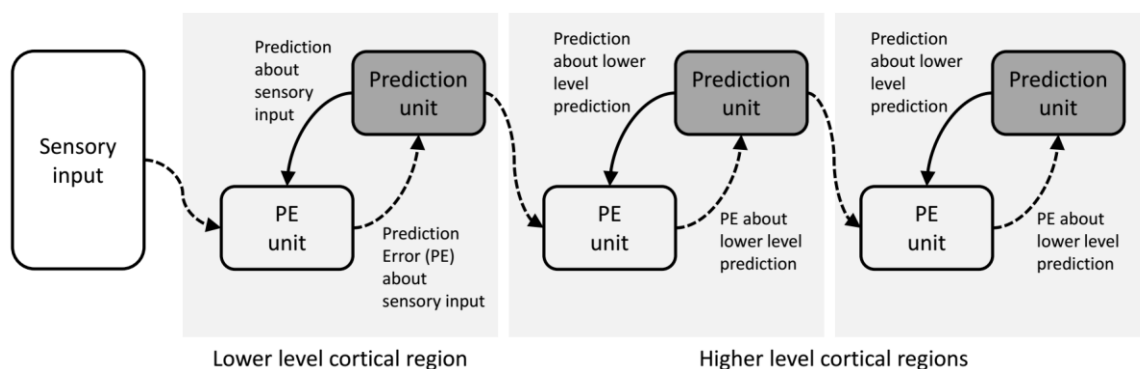 Sensory
input
Prediction
about
sensory
input
Prediction
unit
PE
unit
Prediction
Error (PE)
about
sensory input
Prediction
about lower
level
prediction
Prediction
unit
PE
unit
PE about
lower level
prediction
Prediction
about lower
level
prediction
Prediction
unit
PE
unit
PE about
lower level
prediction
Lower level cortical region
Higher level cortical regions